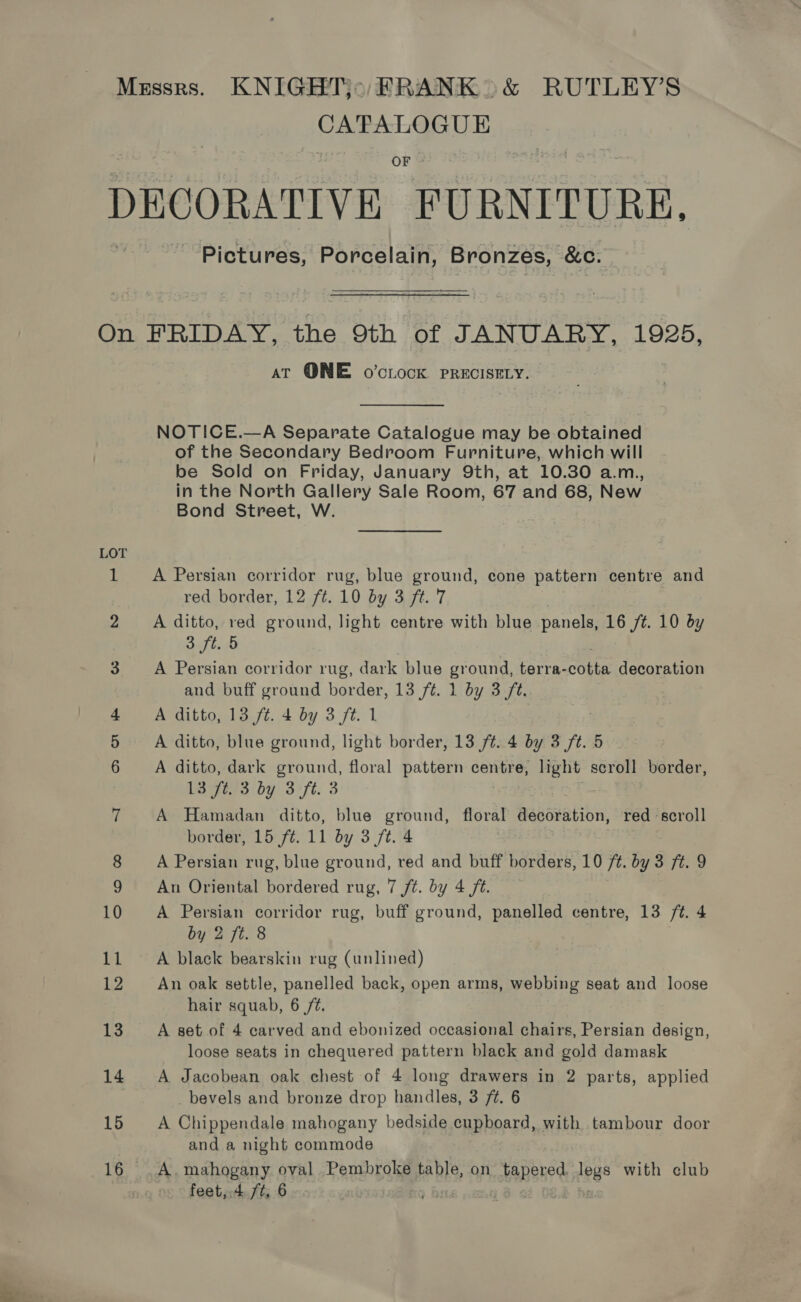 Messrs. KNIGHT, FRANK & RUTLEY'S
CATALOGUE
OF
DECORATIVE FURNITURE,
Pictures, Porcelain, Bronzes, &c.
On FRIDAY, the 9th of JANUARY, 1925,
AT ONE O'CLOCK PRECISELY.
NOTICE.—A Separate Catalogue may be obtained
of the Secondary Bedroom Furniture, which will
be Sold on Friday, January 9th, at 10.30 a.m.,
in the North Gallery Sale Room, 67 and 68, New
Bond Street, W.
LOT
1 A Persian corridor rug, blue ground, cone pattern centre and
red border, 12 ft. 10 by 3 ft. 7
2 A ditto, red ground, light centre with blue panels, 16 ft. 10 by
3 ft. 5
3 A Persian corridor rug, dark blue ground, terra-cotta decoration
and buff ground border, 13 ft. 1 by 3 ft.
4 A ditto, 13 ft. 4 by 3 ft. 1
5 A ditto, blue ground, light border, 13 ft. 4 by 3 ft. 5
6 A ditto, dark ground, floral pattern centre, light scroll border,
13 ft. 3 by 3 ft. 3
7 A Hamadan ditto, blue ground, floral decoration, red scroll
border, 15 ft. 11 by 3 ft. 4
8 A Persian rug, blue ground, red and buff borders, 10 ft. by 3 ft. 9
9 An Oriental bordered rug, 7 ft. by 4 ft.
10 A Persian corridor rug, buff ground, panelled centre, 13 ft. 4
by 2 ft. 8
11 A black bearskin rug (unlined)
12 An oak settle, panelled back, open arms, webbing seat and loose
hair squab, 6 ft.
13 A set of 4 carved and ebonized occasional chairs, Persian design,
loose seats in chequered pattern black and gold damask
14 A Jacobean oak chest of 4 long drawers in 2 parts, applied
bevels and bronze drop handles, 3 ft. 6
15 A Chippendale mahogany bedside cupboard, with tambour door
and a night commode
16 A mahogany oval Pembroke table, on tapered legs with club
feet, 4 ft. 6